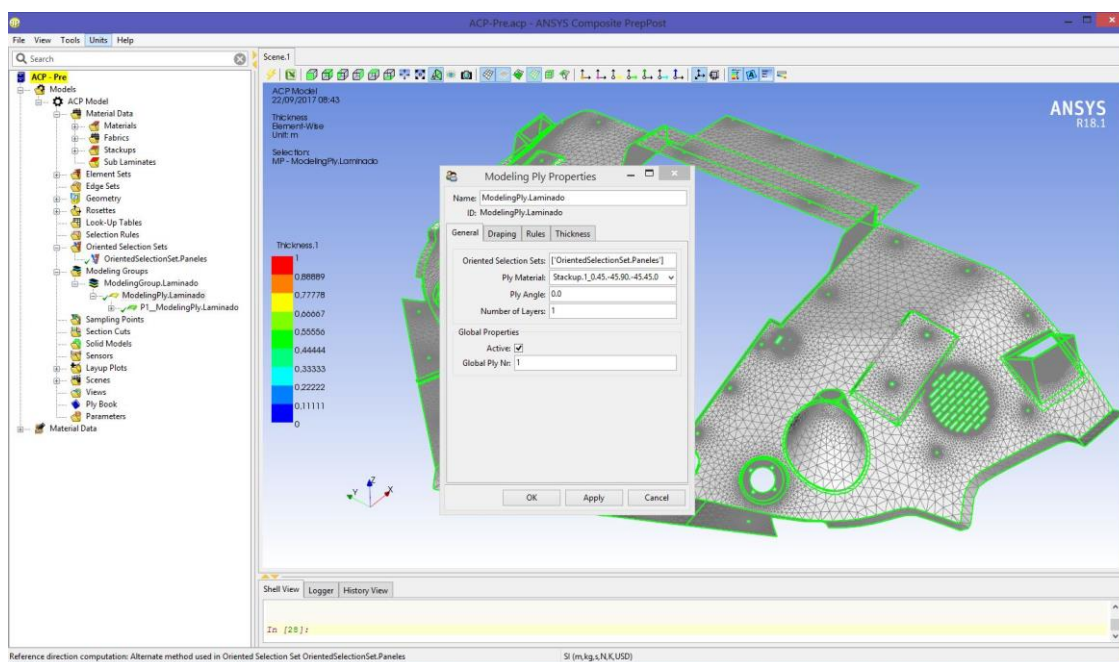 ACP-Pre.acp - ANSYS Composite PrepPost
File View Tools Units Help
Search
Scene.1
ACP - Pre
Models
ACP Model
Material Data
Materials
Fabrics
Stackups
Sub Laminates
Element Sets
Edge Sets
Geometry
Rosettes
Look-Up Tables
Selection Rules
Oriented Selection Sets
OrientedSelectionSet.Paneles
Modeling Groups
ModelingGroup.Laminado
ModelingPly.Laminado
P1__ModelingPly.Laminado
Sampling Points
Section Cuts
Solid Models
Sensors
Layup Plots
Scenes
Views
Ply Book
Parameters
Material Data
ACP Model
22/09/2017 08:43
Thickness
Element-Wise
Unit: m
Selection:
MP - ModelingPly.Laminado
ANSYS
R18.1
Thickness.1
1
0.88889
0.77778
0.66667
0.55556
0.44444
0.33333
0.22222
0.11111
0
Z
Y
X
Modeling Ply Properties
Name: ModelingPly.Laminado
ID: ModelingPly.Laminado
General Draping Rules Thickness
Oriented Selection Sets: ['OrientedSelectionSet.Paneles']
Ply Material: Stackup.1_0.45.-45.90.-45.45.0
Ply Angle: 0.0
Number of Layers: 1
Global Properties
Active:
Global Ply Nr: 1
OK Apply Cancel
Shell View Logger History View
In [28]:
Reference direction computation: Alternate method used in Oriented Selection Set OrientedSelectionSet.Paneles
SI (m,kg,s,N,K,USD)